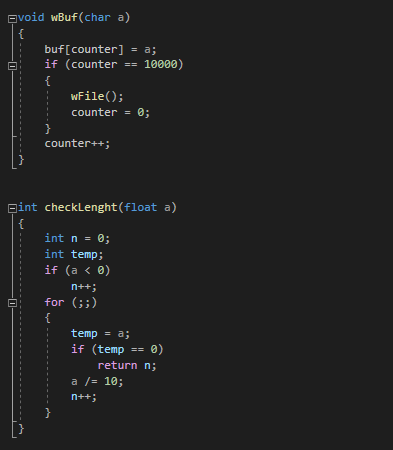 void wBuf(char a)
{
buf[counter] = a;
if (counter == 10000)
{
wFile();
counter = 0;
}
counter++;
}
int checkLenght(float a)
{
int n = 0;
int temp;
if (a < 0)
n++;
for (;;)
{
temp = a;
if (temp == 0)
return n;
a /= 10;
n++;
}
}